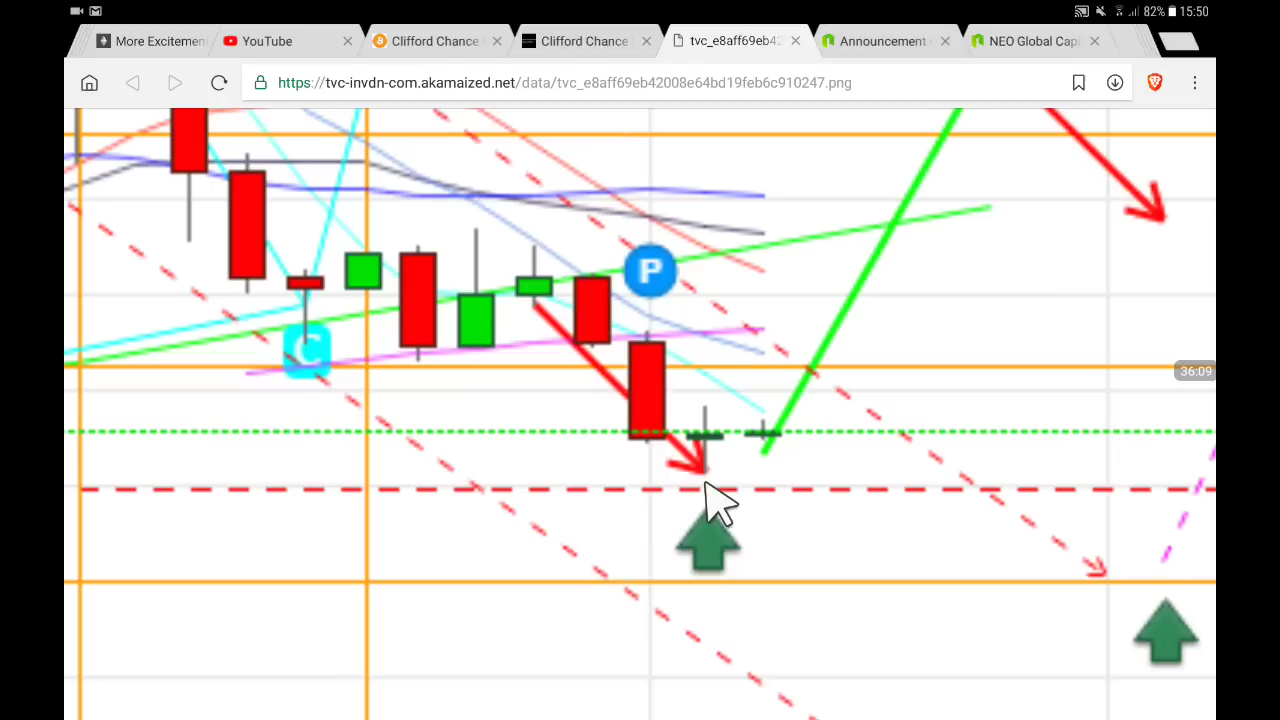 82% 15:50
More Excitemen
YouTube
Clifford Chance
Clifford Chance
tvc_e8aff69eb42
Announcement
NEO Global Capi
https://tvc-invdn-com.akamaized.net/data/tvc_e8aff69eb42008e64bd19feb6c910247.png
P
C
36:09